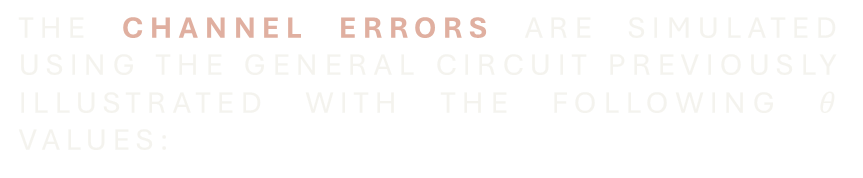 THE CHANNEL ERRORS ARE SIMULATED
USING THE GENERAL CIRCUIT PREVIOUSLY
ILLUSTRATED WITH THE FOLLOWING θ
VALUES: